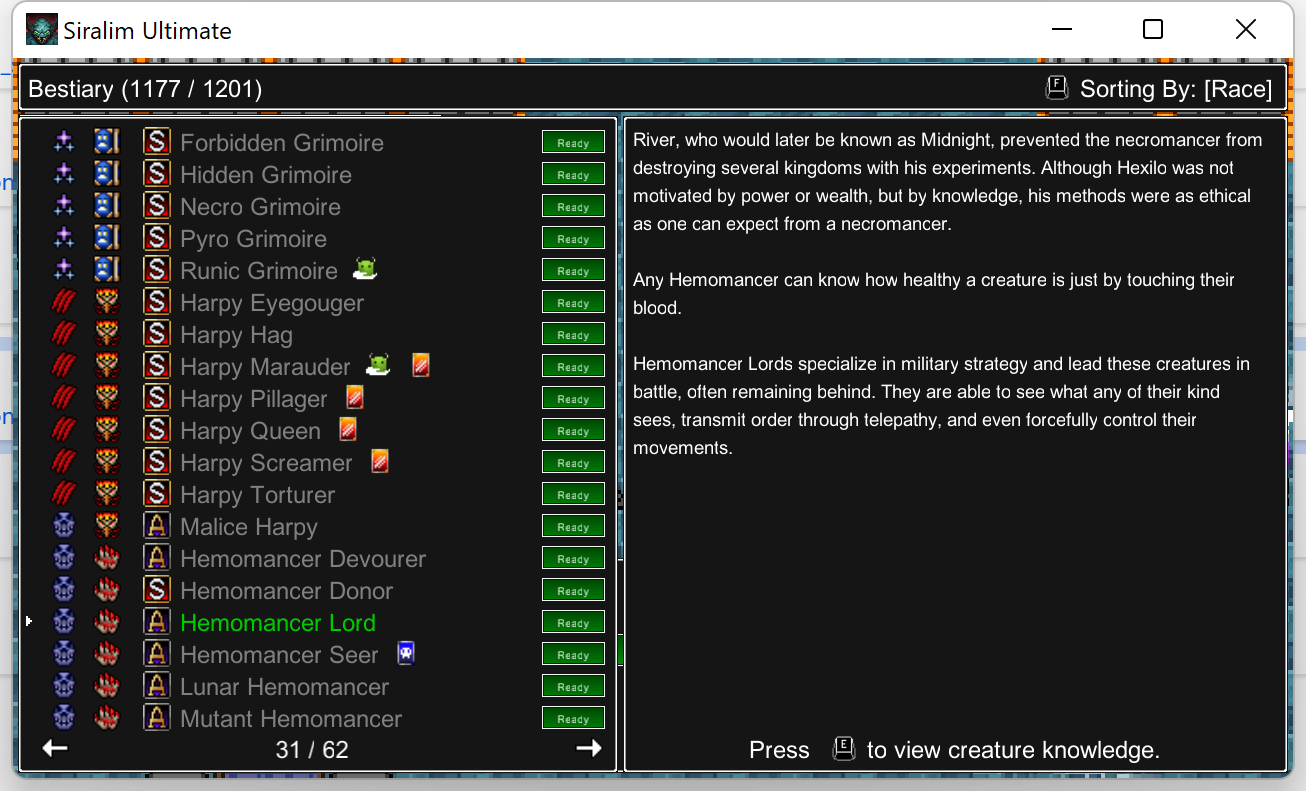 Siralim Ultimate
Bestiary (1177 / 1201)
F Sorting By: [Race]
S Forbidden Grimoire Ready
S Hidden Grimoire Ready
S Necro Grimoire Ready
S Pyro Grimoire Ready
S Runic Grimoire Ready
S Harpy Eyegouger Ready
S Harpy Hag Ready
S Harpy Marauder Ready
S Harpy Pillager Ready
S Harpy Queen Ready
S Harpy Screamer Ready
S Harpy Torturer Ready
A Malice Harpy Ready
A Hemomancer Devourer Ready
S Hemomancer Donor Ready
A Hemomancer Lord Ready
A Hemomancer Seer Ready
A Lunar Hemomancer Ready
A Mutant Hemomancer Ready
31 / 62
River, who would later be known as Midnight, prevented the necromancer from
destroying several kingdoms with his experiments. Although Hexilo was not
motivated by power or wealth, but by knowledge, his methods were as ethical
as one can expect from a necromancer.
Any Hemomancer can know how healthy a creature is just by touching their
blood.
Hemomancer Lords specialize in military strategy and lead these creatures in
battle, often remaining behind. They are able to see what any of their kind
sees, transmit order through telepathy, and even forcefully control their
movements.
Press E to view creature knowledge.